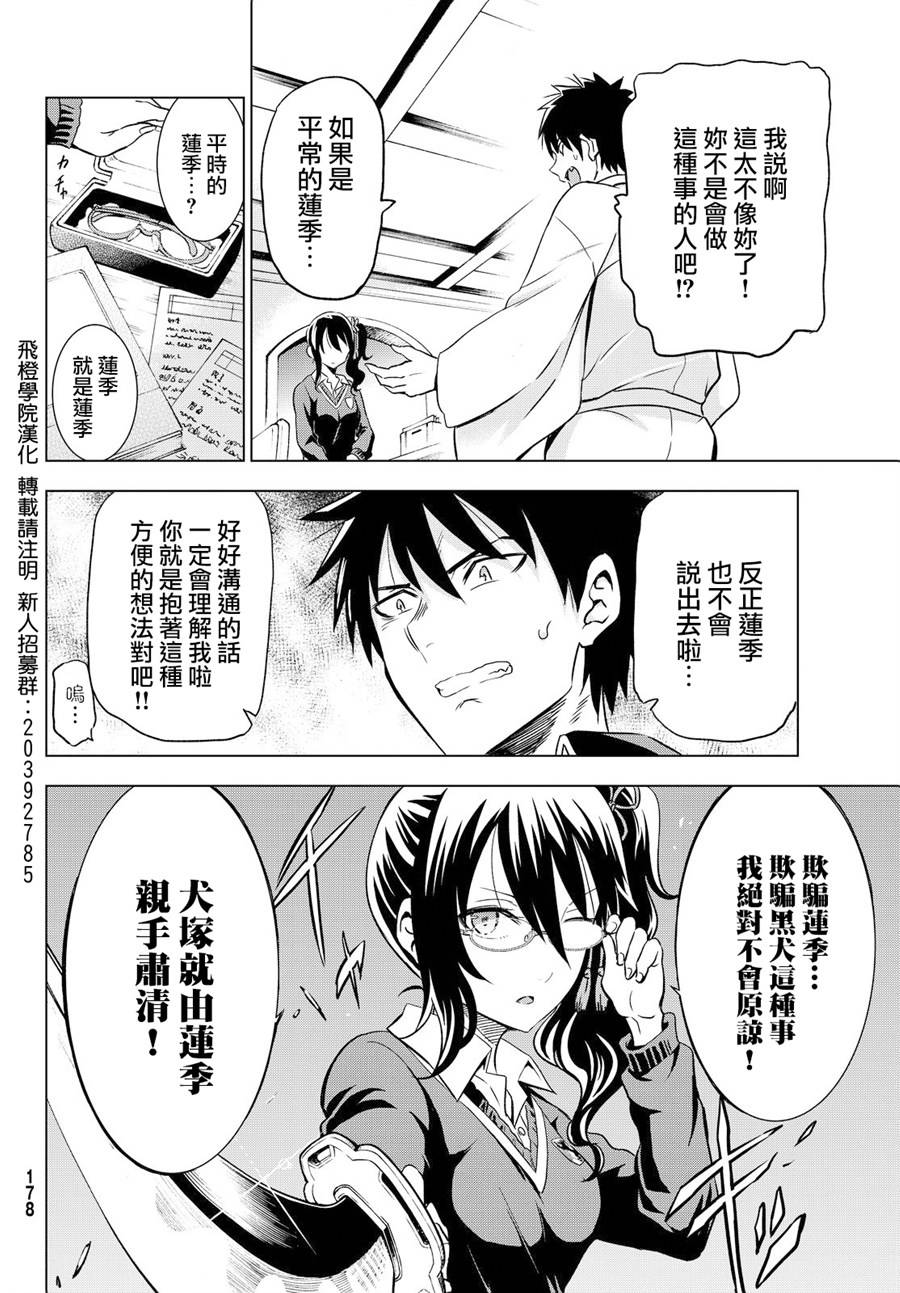 我說啊
這太不像妳了！
妳不是會做
這種事的人吧!?
如果是
平常的蓮季…
平時的
蓮季…？
カチャ
蓮季
就是蓮季
反正蓮季
也不會
說出去啦…
好好溝通的話
一定會理解我啦
你就是抱著這種
方便的想法對吧!!
嗚…
欺騙蓮季…
欺騙黑犬這種事
我絕對不會原諒！
犬塚就由蓮季
親手肅清！
飛橙學院漢化 轉載請注明 新人招募群：20392785
178